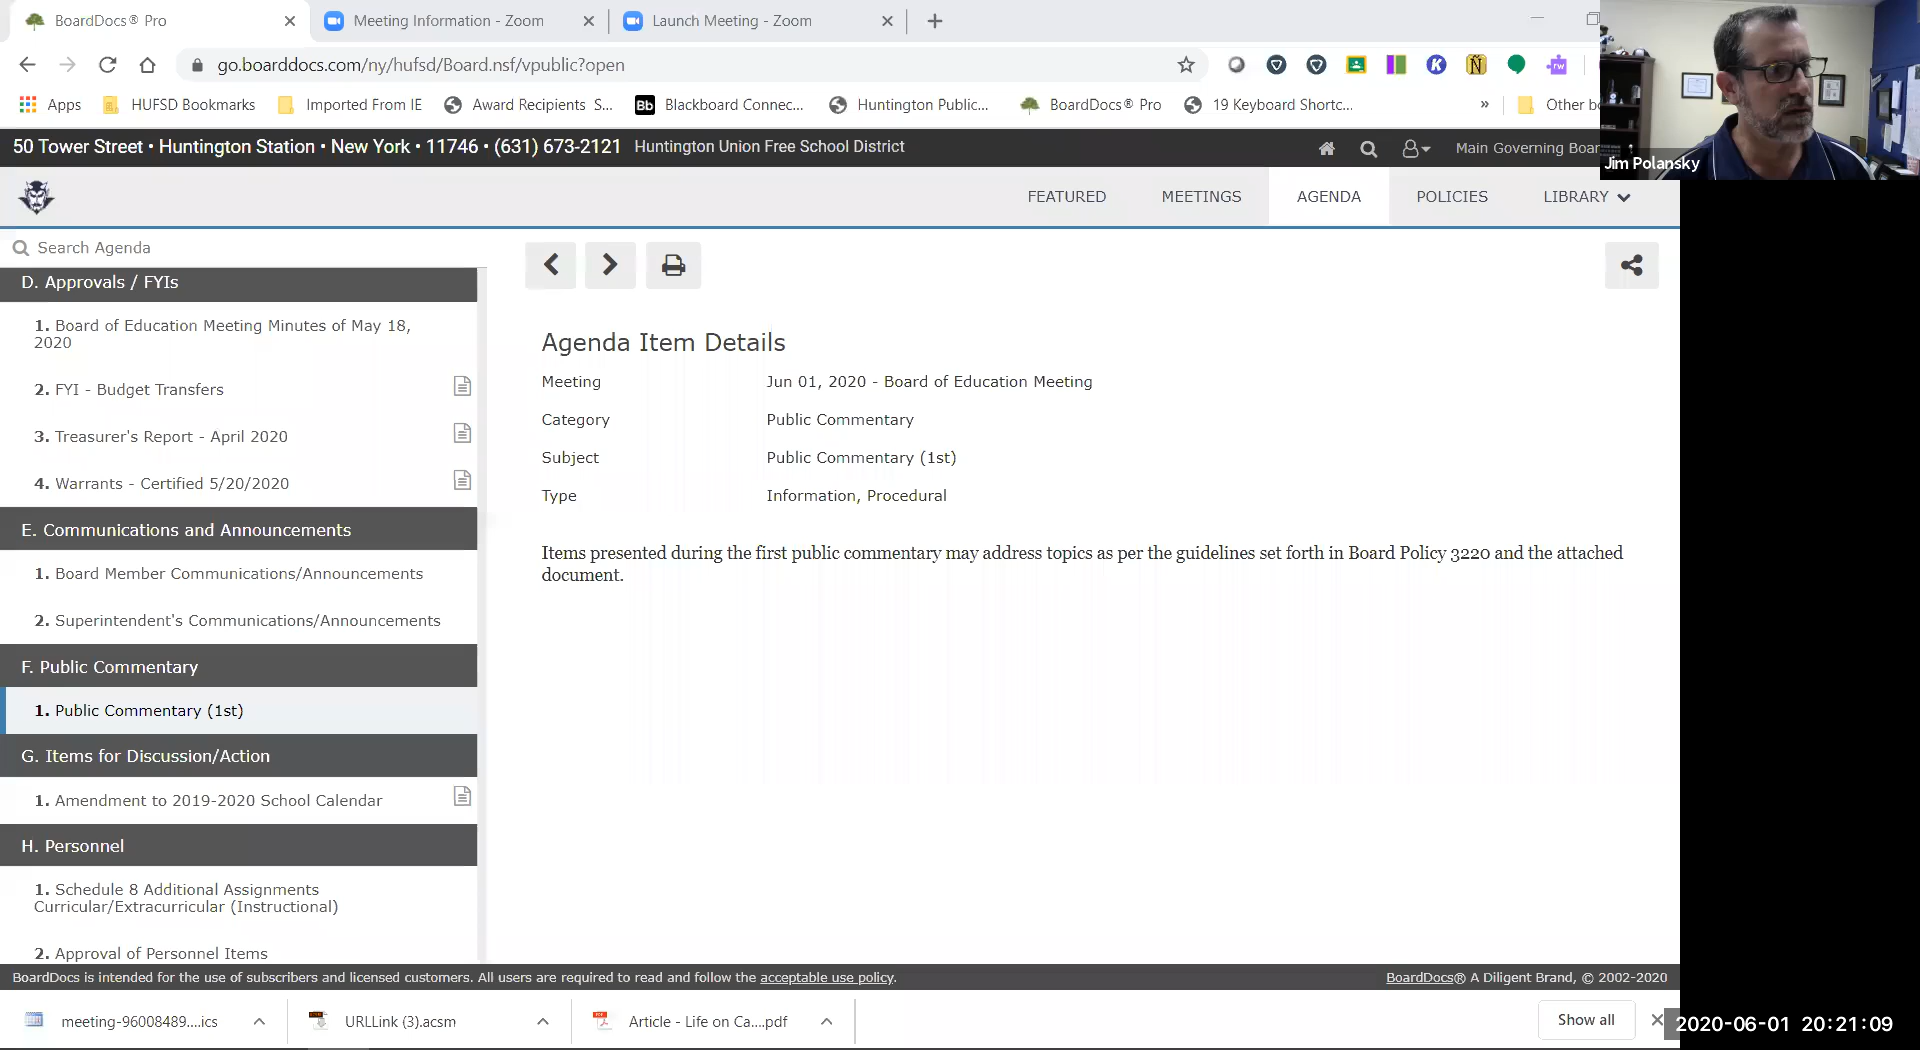 BoardDocs® Pro
Meeting Information - Zoom
Launch Meeting - Zoom
go.boarddocs.com/ny/hufsd/Board.nsf/vpublic?open
Apps
HUFSD Bookmarks
Imported From IE
Award Recipients S...
Bb
Blackboard Connec...
Huntington Public...
BoardDocs® Pro
19 Keyboard Shortc...
»
Other bo
Jim Polansky
50 Tower Street • Huntington Station • New York • 11746 • (631) 673-2121 Huntington Union Free School District
Main Governing Boar
FEATURED
MEETINGS
AGENDA
POLICIES
LIBRARY
Search Agenda
D. Approvals / FYIs
1. Board of Education Meeting Minutes of May 18,
2020
2. FYI - Budget Transfers
3. Treasurer's Report - April 2020
4. Warrants - Certified 5/20/2020
E. Communications and Announcements
1. Board Member Communications/Announcements
2. Superintendent's Communications/Announcements
F. Public Commentary
1. Public Commentary (1st)
G. Items for Discussion/Action
1. Amendment to 2019-2020 School Calendar
H. Personnel
1. Schedule 8 Additional Assignments
Curricular/Extracurricular (Instructional)
2. Approval of Personnel Items
Agenda Item Details
Meeting Jun 01, 2020 - Board of Education Meeting
Category Public Commentary
Subject Public Commentary (1st)
Type Information, Procedural
Items presented during the first public commentary may address topics as per the guidelines set forth in Board Policy 3220 and the attached
document.
BoardDocs is intended for the use of subscribers and licensed customers. All users are required to read and follow the acceptable use policy.
BoardDocs® A Diligent Brand, © 2002-2020
meeting-96008489....ics
URLLink (3).acsm
Article - Life on Ca....pdf
Show all
2020-06-01 20:21:09